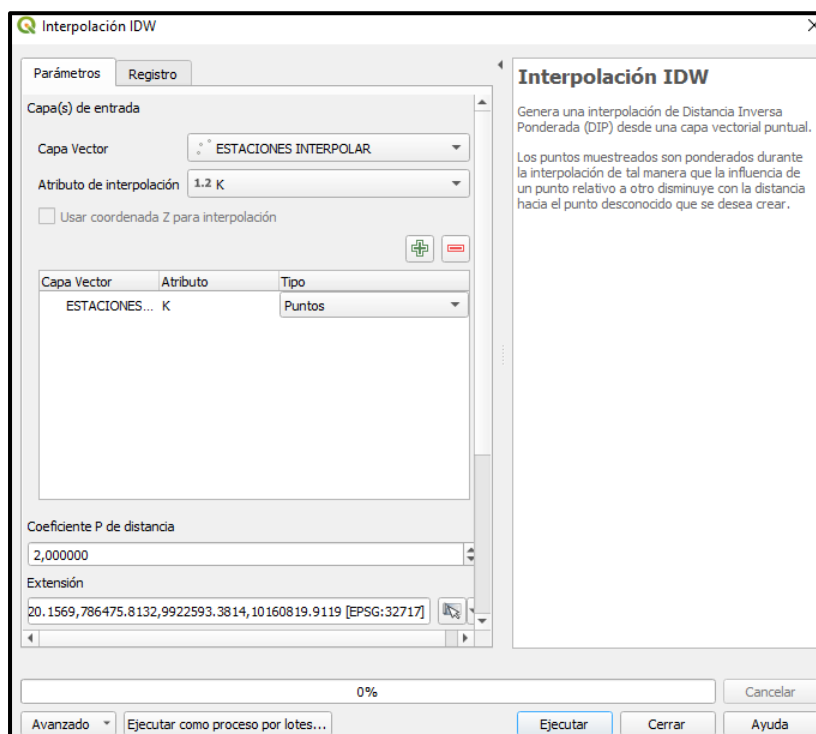 Interpolación IDW
Parámetros
Registro
Capa(s) de entrada
Capa Vector
ESTACIONES INTERPOLAR
Atributo de interpolación
1.2 K
Usar coordenada Z para interpolación
Capa Vector
Atributo
Tipo
ESTACIONES...
K
Puntos
Coeficiente P de distancia
2,000000
Extensión
20.1569,786475.8132,9922593.3814,10160819.9119 [EPSG:32717]
Interpolación IDW
Genera una interpolación de Distancia Inversa
Ponderada (DIP) desde una capa vectorial puntual.
Los puntos muestreados son ponderados durante
la interpolación de tal manera que la influencia de
un punto relativo a otro disminuye con la distancia
hacia el punto desconocido que se desea crear.
0%
Cancelar
Avanzado
Ejecutar como proceso por lotes...
Ejecutar
Cerrar
Ayuda